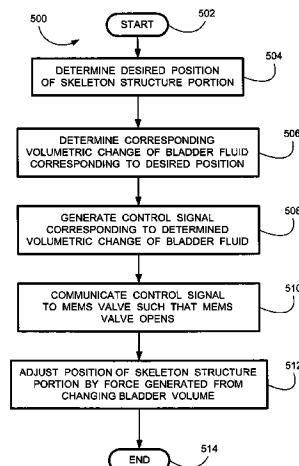 500
START
502
DETERMINE DESIRED POSITION
OF SKELETON STRUCTURE PORTION
504
DETERMINE CORRESPONDING
VOLUMETRIC CHANGE OF BLADDER FLUID
CORRESPONDING TO DESIRED POSITION
506
GENERATE CONTROL SIGNAL
CORRESPONDING TO DETERMINED
VOLUMETRIC CHANGE OF BLADDER FLUID
508
COMMUNICATE CONTROL SIGNAL
TO MEMS VALVE SUCH THAT MEMS
VALVE OPENS
510
ADJUST POSITION OF SKELETON STRUCTURE
PORTION BY FORCE GENERATED FROM
CHANGING BLADDER VOLUME
512
END
514